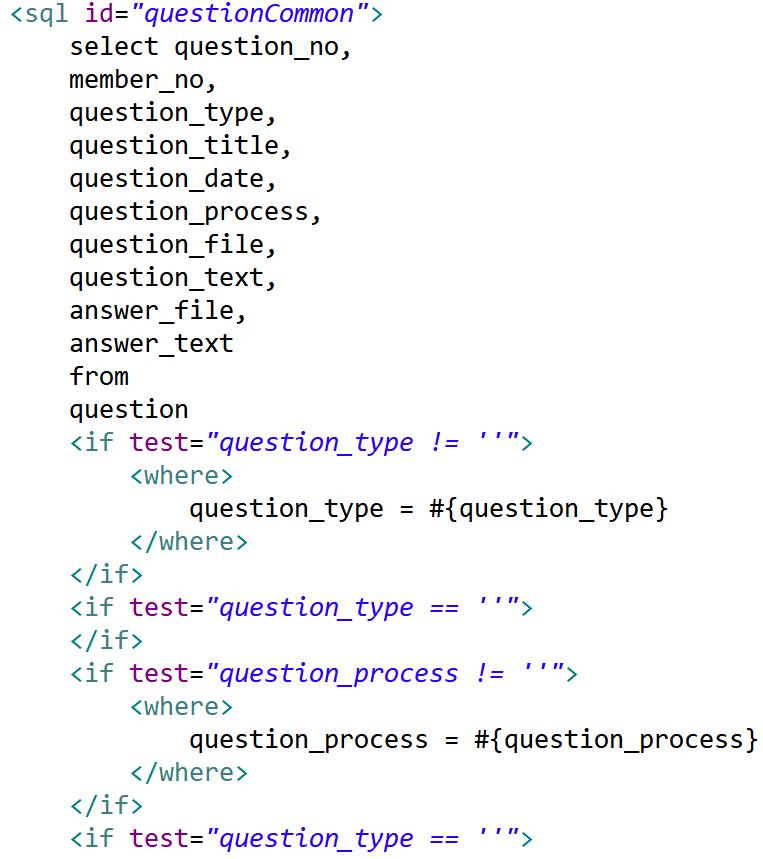 <sql id="questionCommon">
select question_no,
member_no,
question_type,
question_title,
question_date,
question_process,
question_file,
question_text,
answer_file,
answer_text
from
question
<if test="question_type != ''">
<where>
question_type = #{question_type}
</where>
</if>
<if test="question_type == ''">
</if>
<if test="question_process != ''">
<where>
question_process = #{question_process}
</where>
</if>
<if test="question_type == ''">